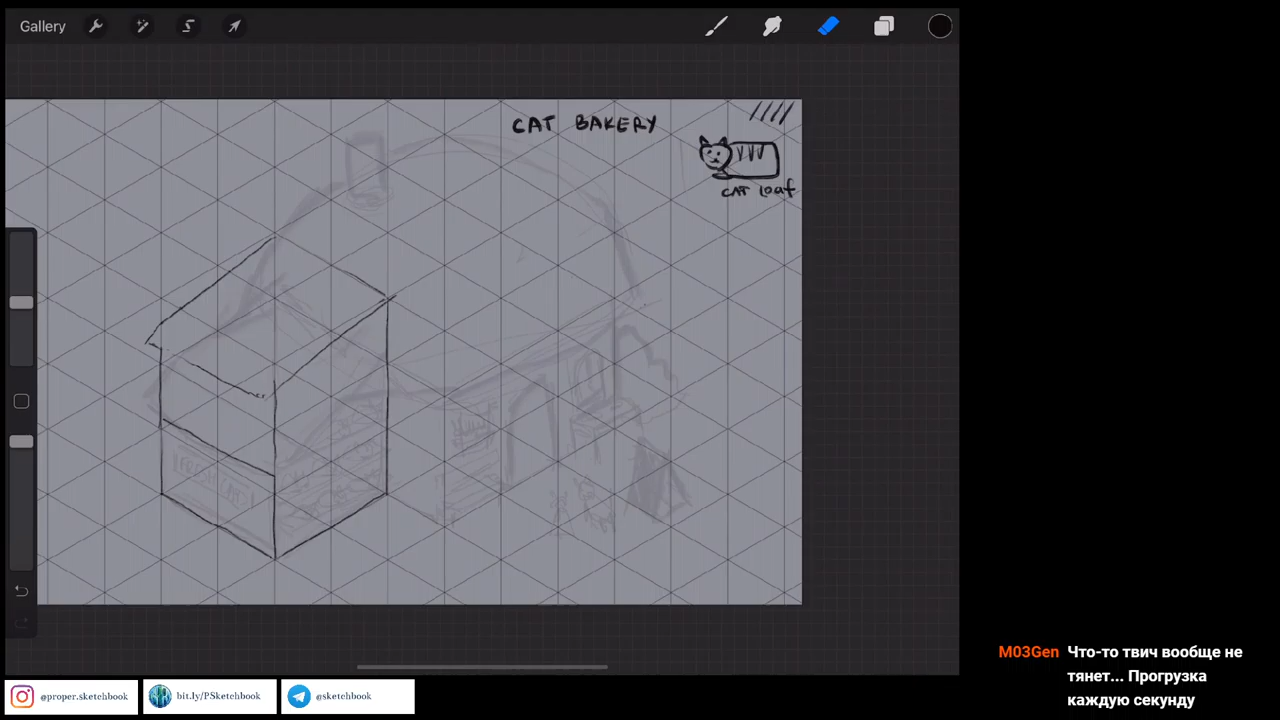 Gallery
CAT BAKERY
CAT loaf
M03Gen Что-то твич вообще не
тянет... Прогрузка
каждую секунду
@proper.sketchbook
bit.ly/PSketchbook
@sketchbook